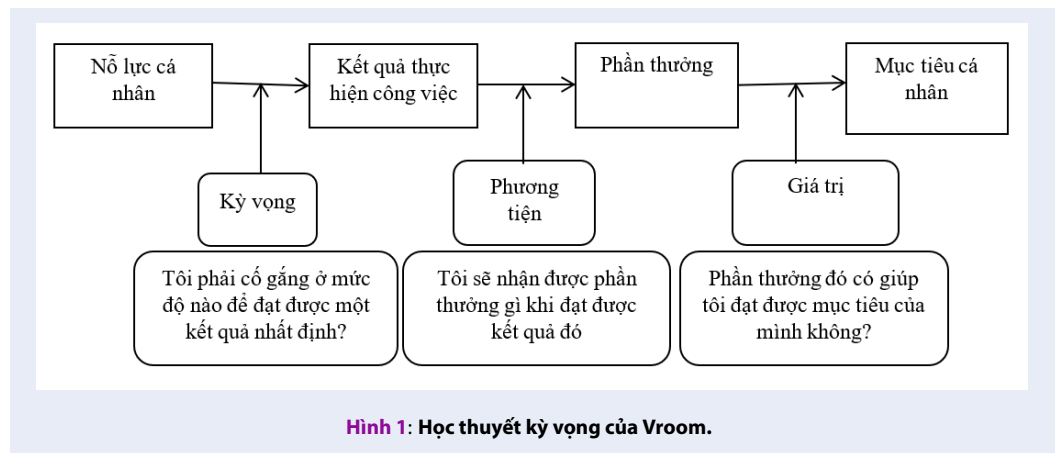 Nỗ lực cá
nhân
Kết quả thực
hiện công việc
Phần thưởng
Mục tiêu cá
nhân
Kỳ vọng
Phương
tiện
Giá trị
Tôi phải cố gắng ở mức
độ nào để đạt được một
kết quả nhất định?
Tôi sẽ nhận được phần
thưởng gì khi đạt được
kết quả đó
Phần thưởng đó có giúp
tôi đạt được mục tiêu của
mình không?
Hình 1: Học thuyết kỳ vọng của Vroom.